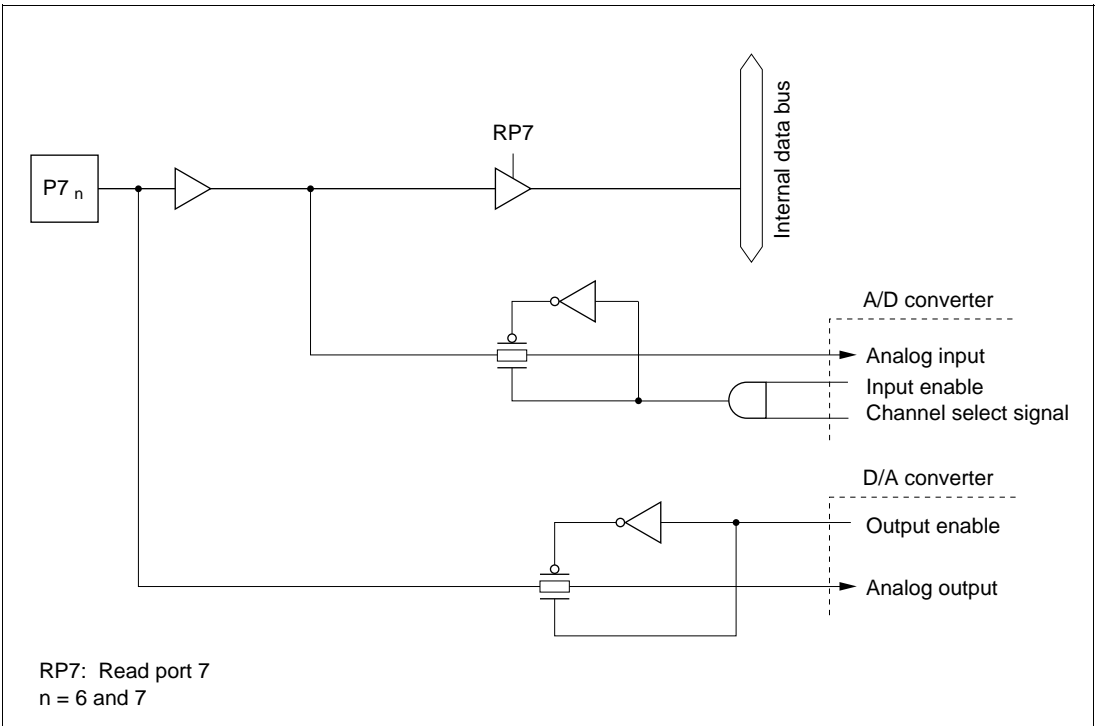 RP7
P7 n
Internal data bus
A/D converter
Analog input
Input enable
Channel select signal
D/A converter
Output enable
Analog output
RP7: Read port 7
n = 6 and 7